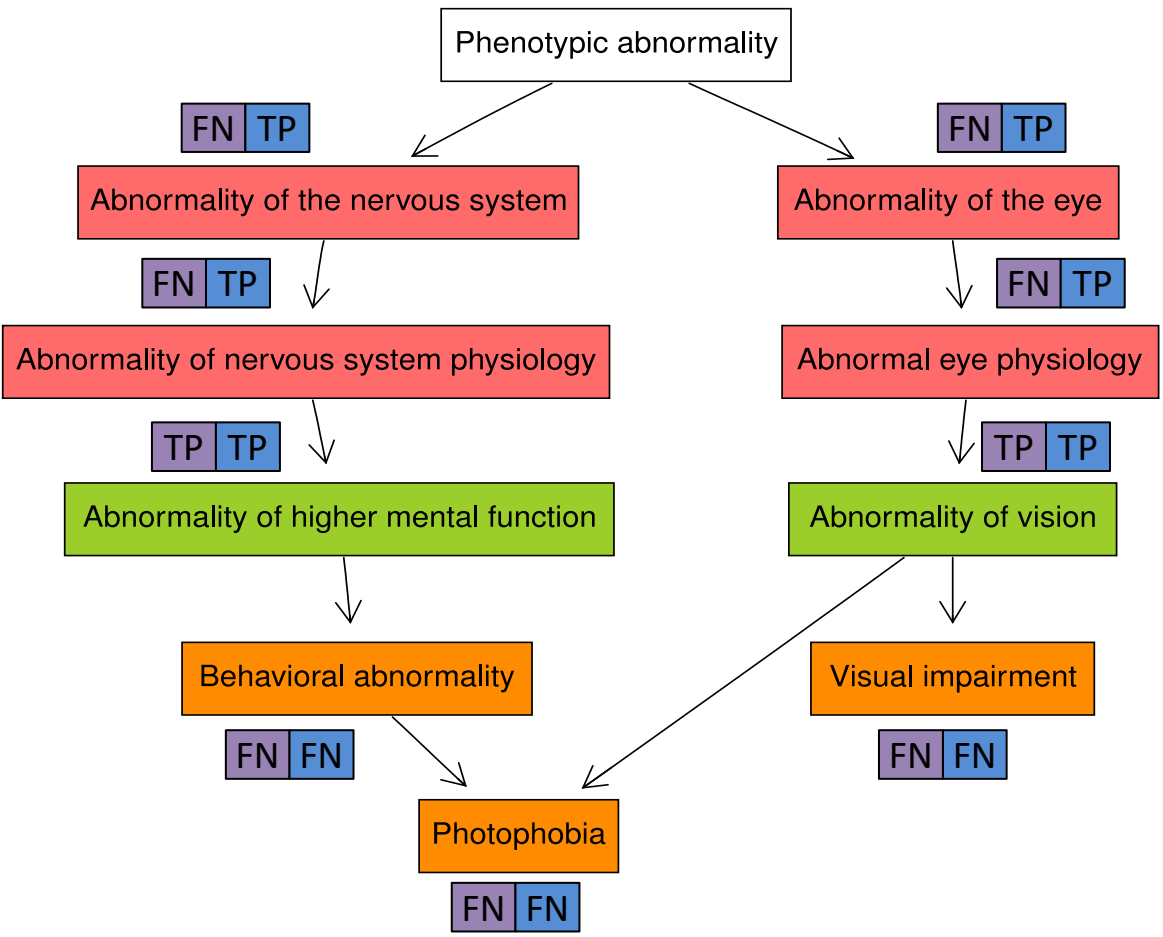 Phenotypic abnormality
FN TP
FN TP
Abnormality of the nervous system
Abnormality of the eye
FN TP
FN TP
Abnormality of nervous system physiology
Abnormal eye physiology
TP TP
TP TP
Abnormality of higher mental function
Abnormality of vision
Behavioral abnormality
Visual impairment
FN FN
FN FN
Photophobia
FN FN